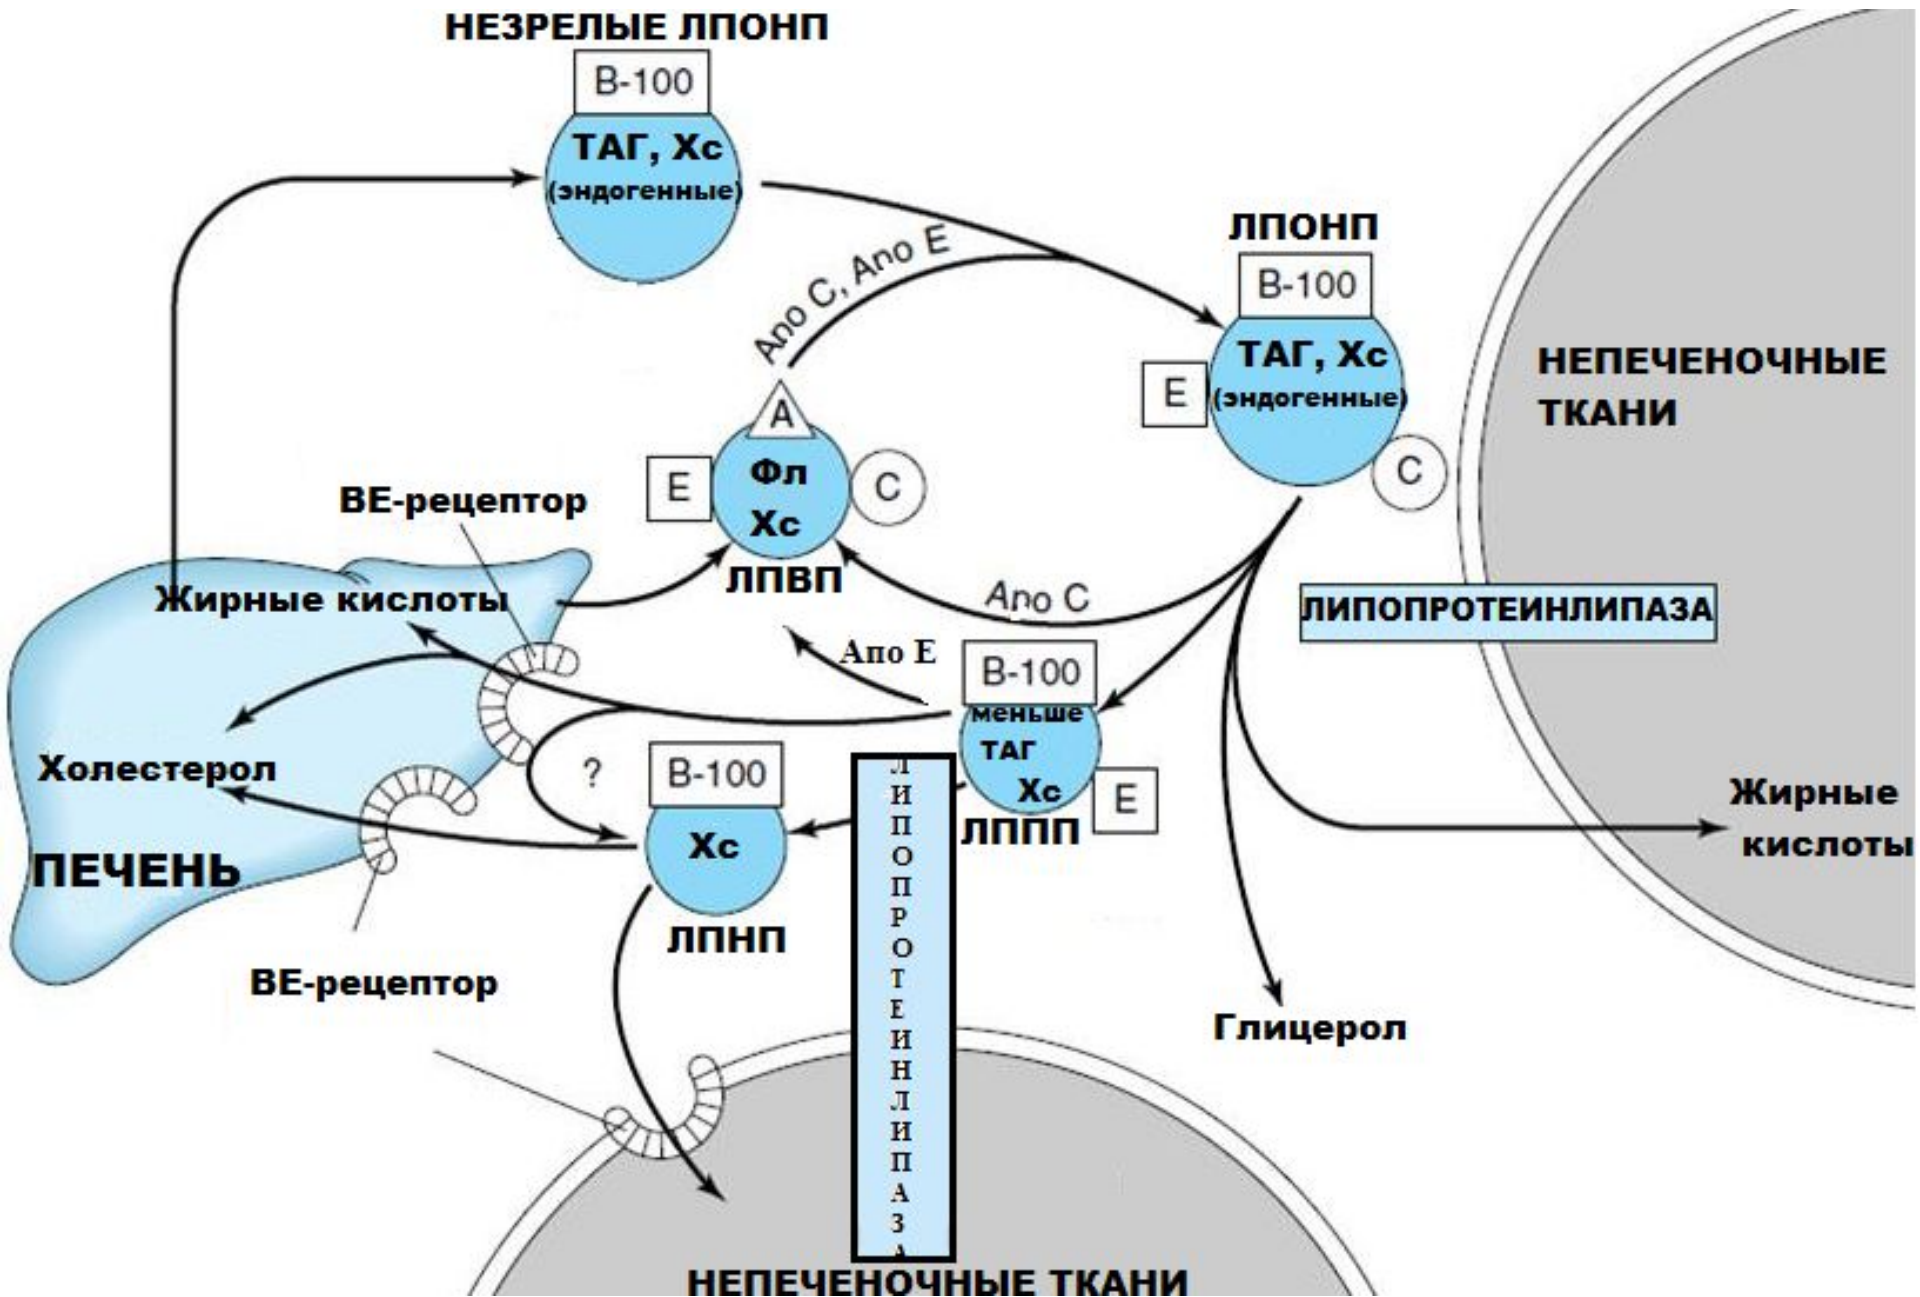 НЕЗРЕЛЫЕ ЛПОНП
B-100
ТАГ, Хс
(эндогенные)
Апо C, Апо E
ЛПОНП
B-100
ТАГ, Хс
(эндогенные)
E
C
НЕПЕЧЕНОЧНЫЕ
ТКАНИ
A
E
Фл
Хс
C
ЛПВП
ВЕ-рецептор
Жирные кислоты
Апо C
ЛИПОПРОТЕИНЛИПАЗА
Апо Е
B-100
меньше
ТАГ
Хс
E
ЛППП
Холестерол
ПЕЧЕНЬ
?
B-100
Хс
ЛПНП
ЛИПОПРОТЕИНЛИПАЗА
Жирные
кислоты
ВЕ-рецептор
Глицерол
НЕПЕЧЕНОЧНЫЕ ТКАНИ